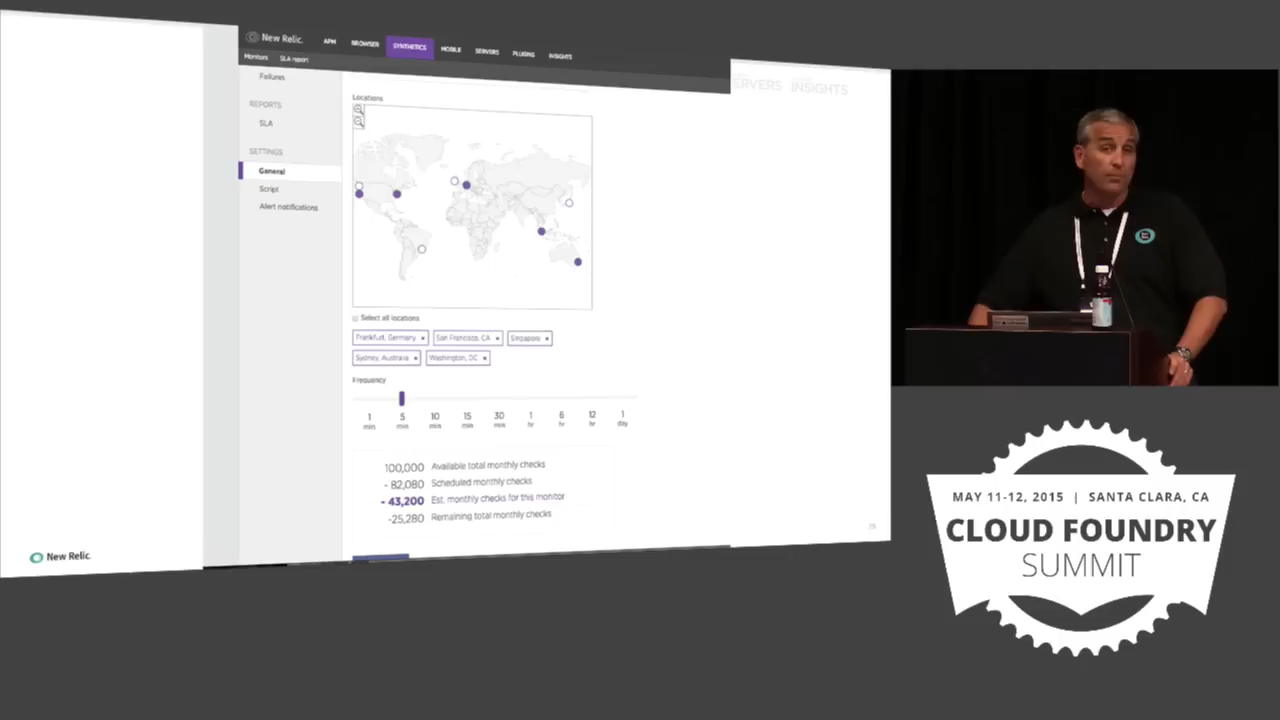 New Relic.
APM BROWSER SYNTHETICS MOBILE SERVERS PLUGINS INSIGHTS
Monitors SLA report
Failures
REPORTS
SLA
SETTINGS
General
Script
Alert notifications
Locations
Select all locations
Frankfurt, Germany × San Francisco, CA × Singapore ×
Sydney, Australia × Washington, DC ×
Frequency
1 min 5 min 10 min 15 min 30 min 1 hr 6 hr 12 hr 1 day
100,000 Available total monthly checks
- 82,080 Scheduled monthly checks
- 43,200 Est. monthly checks for this monitor
-25,280 Remaining total monthly checks
ERVERS INSIGHTS
New Relic.
MAY 11-12, 2015 | SANTA CLARA, CA
CLOUD FOUNDRY
SUMMIT